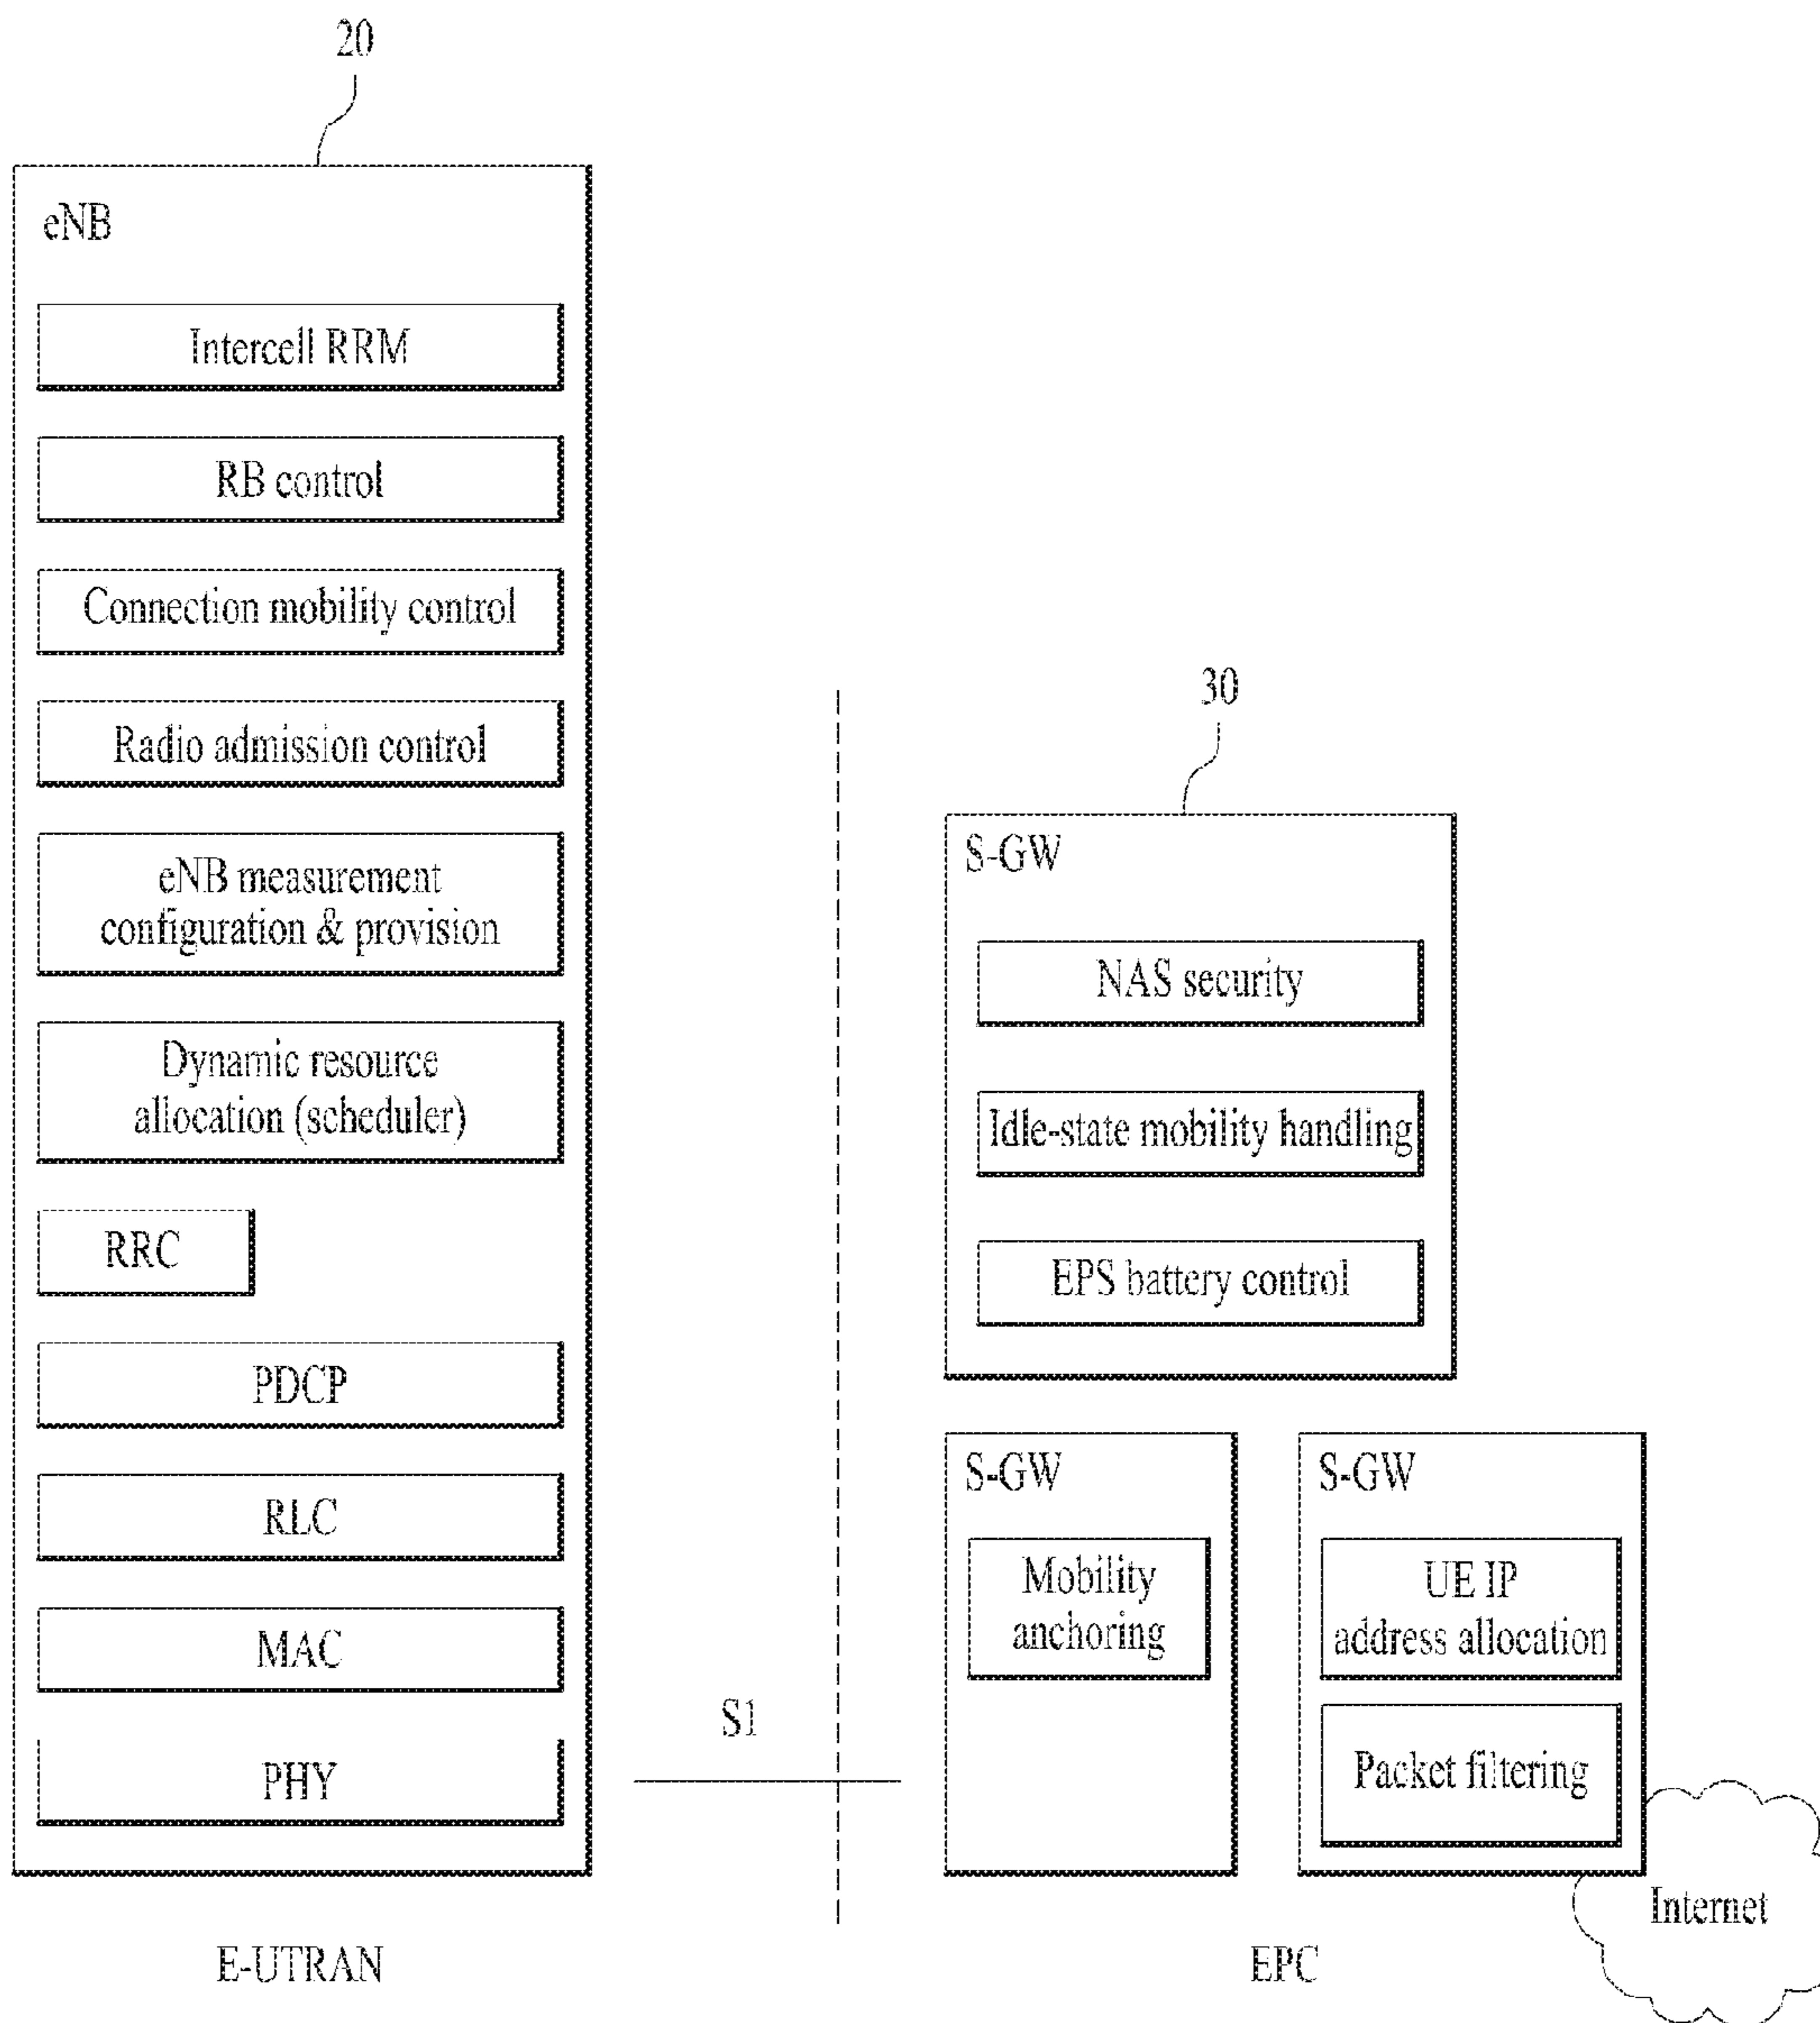 20
eNB
Intercell RRM
RB control
Connection mobility control
Radio admission control
eNB measurement
configuration & provision
Dynamic resource
allocation (scheduler)
RRC
PDCP
RLC
MAC
PHY
E-UTRAN
S1
30
S-GW
NAS security
Idle-state mobility handling
EPS battery control
S-GW
Mobility
anchoring
S-GW
UE IP
address allocation
Packet filtering
Internet
EPC